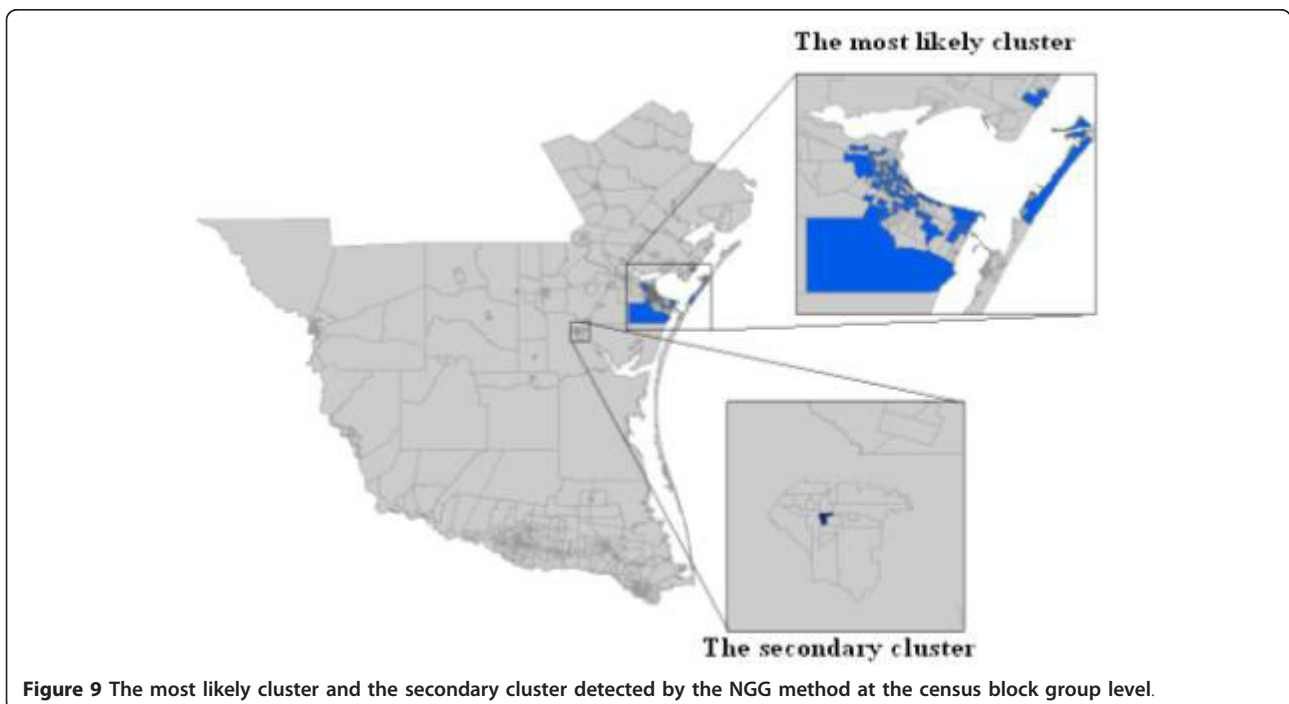 The most likely cluster
The secondary cluster
Figure 9 The most likely cluster and the secondary cluster detected by the NGG method at the census block group level.